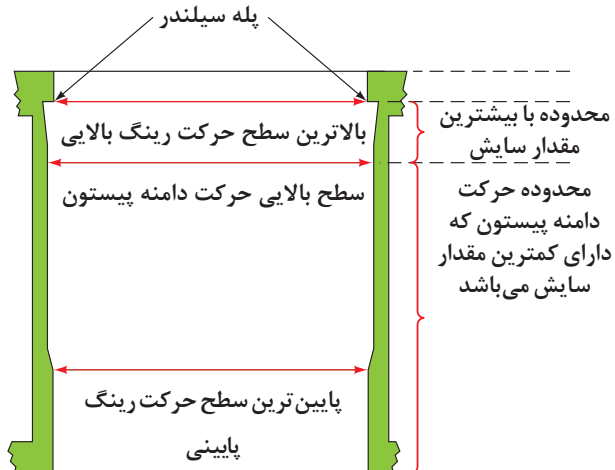 پله سیلندر
بالاترین سطح حرکت رینگ بالایی
محدوده با بیشترین
مقدار سایش
سطح بالایی حرکت دامنه پیستون
محدوده حرکت
دامنه پیستون که
دارای کمترین مقدار
سایش می‌باشد
پایین‌ترین سطح حرکت رینگ
پایینی